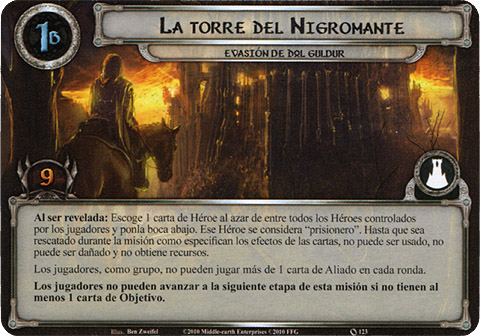 1B
LA TORRE DEL NIGROMANTE
EVASIÓN DE DOL GULDUR
9
Al ser revelada: Escoge 1 carta de Héroe al azar de entre todos los Héroes controlados
por los jugadores y ponla boca abajo. Ese Héroe se considera “prisionero”. Hasta que sea
rescatado durante la misión como especifican los efectos de las cartas, no puede ser usado, no
puede ser dañado y no obtiene recursos.
Los jugadores, como grupo, no pueden jugar más de 1 carta de Aliado en cada ronda.
Los jugadores no pueden avanzar a la siguiente etapa de esta misión si no tienen al
menos 1 carta de Objetivo.
Illus. Ben Zweifel ©2010 Middle-earth Enterprises ©2010 FFG 123